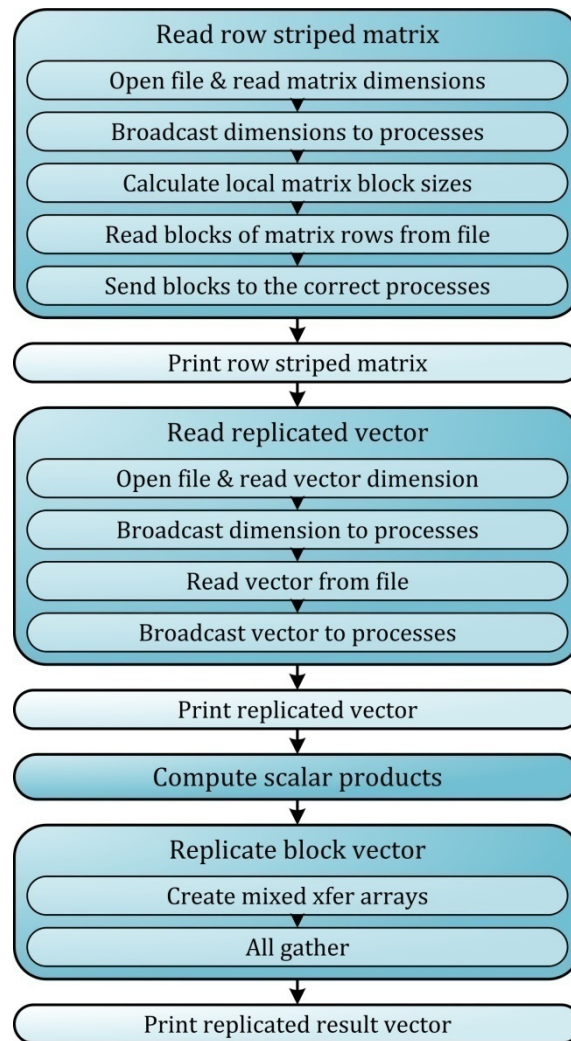 Read row striped matrix
Open file & read matrix dimensions
Broadcast dimensions to processes
Calculate local matrix block sizes
Read blocks of matrix rows from file
Send blocks to the correct processes
Print row striped matrix
Read replicated vector
Open file & read vector dimension
Broadcast dimension to processes
Read vector from file
Broadcast vector to processes
Print replicated vector
Compute scalar products
Replicate block vector
Create mixed xfer arrays
All gather
Print replicated result vector